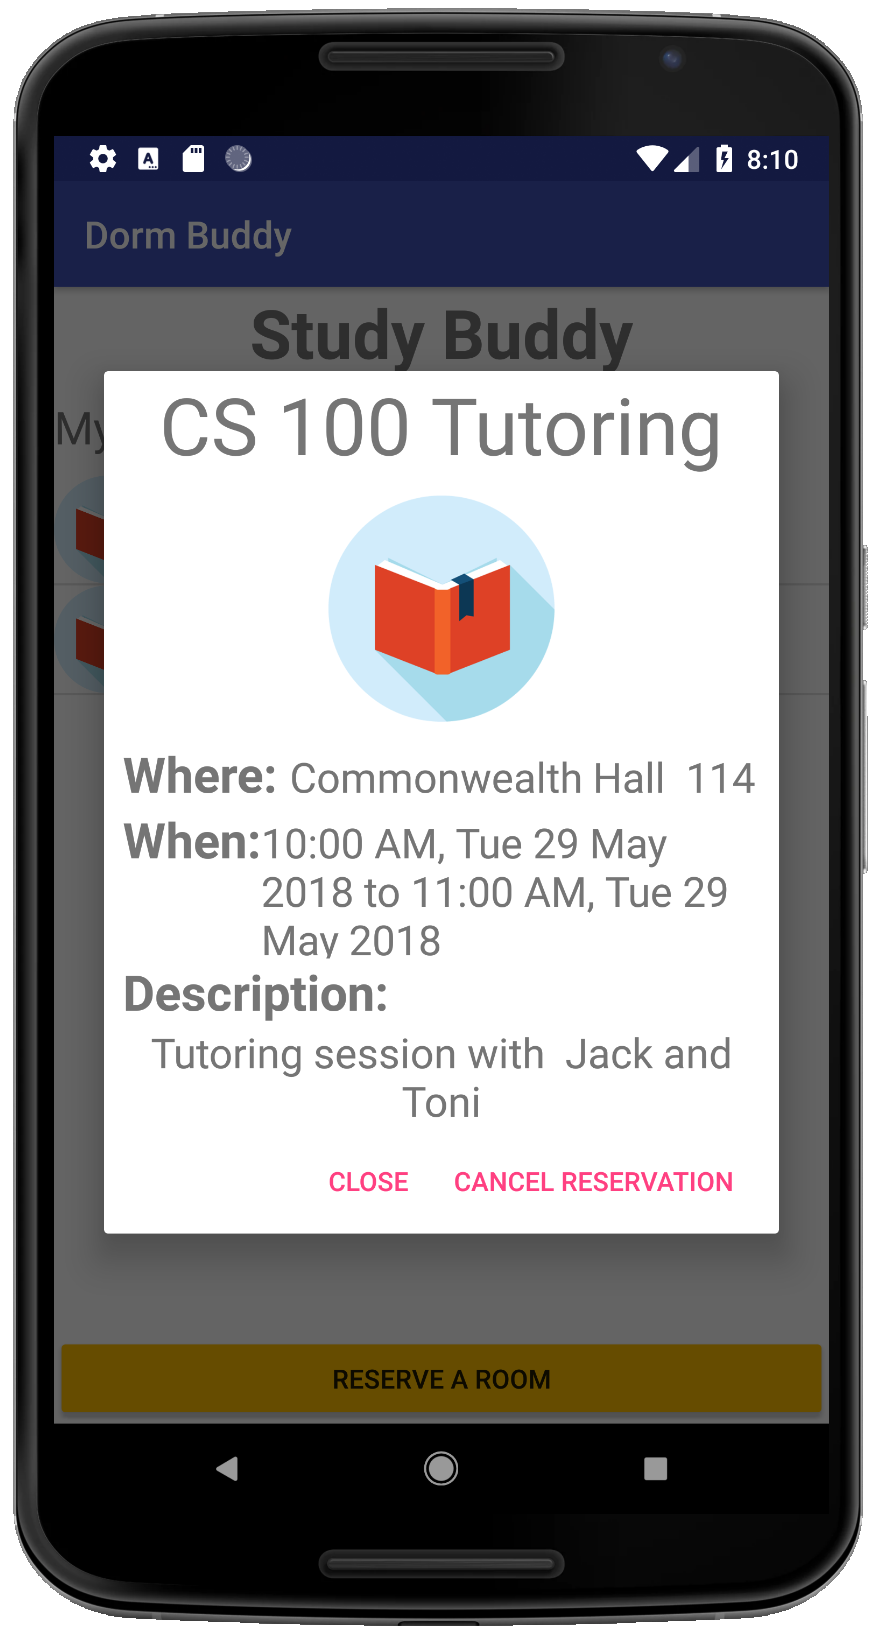 8:10
Dorm Buddy
Study Buddy
My
CS 100 Tutoring
Where: Commonwealth Hall 114
When: 10:00 AM, Tue 29 May
2018 to 11:00 AM, Tue 29
May 2018
Description:
Tutoring session with Jack and
Toni
CLOSE CANCEL RESERVATION
RESERVE A ROOM